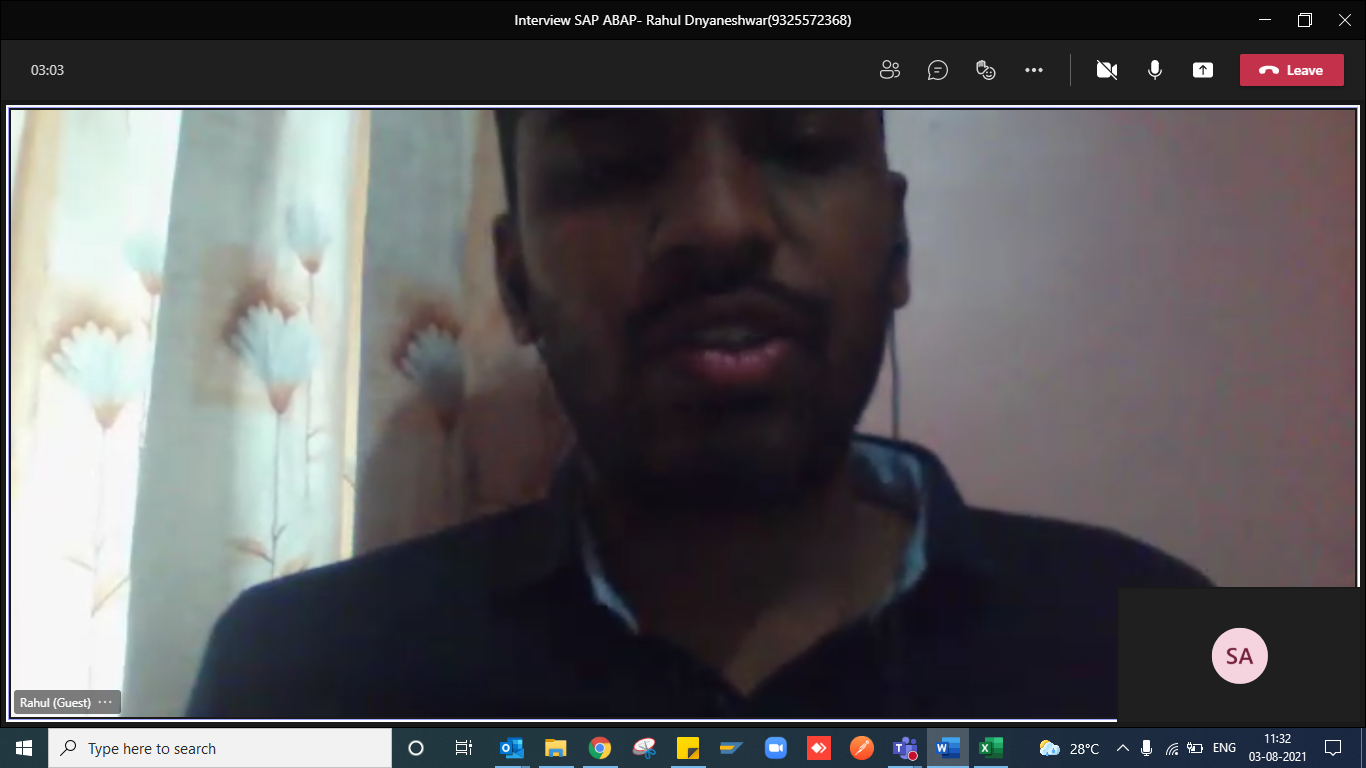 Interview SAP ABAP- Rahul Dnyaneshwar(9325572368)
03:03
Leave
Rahul (Guest)
SA
Type here to search
28°C
ENG
11:32
03-08-2021